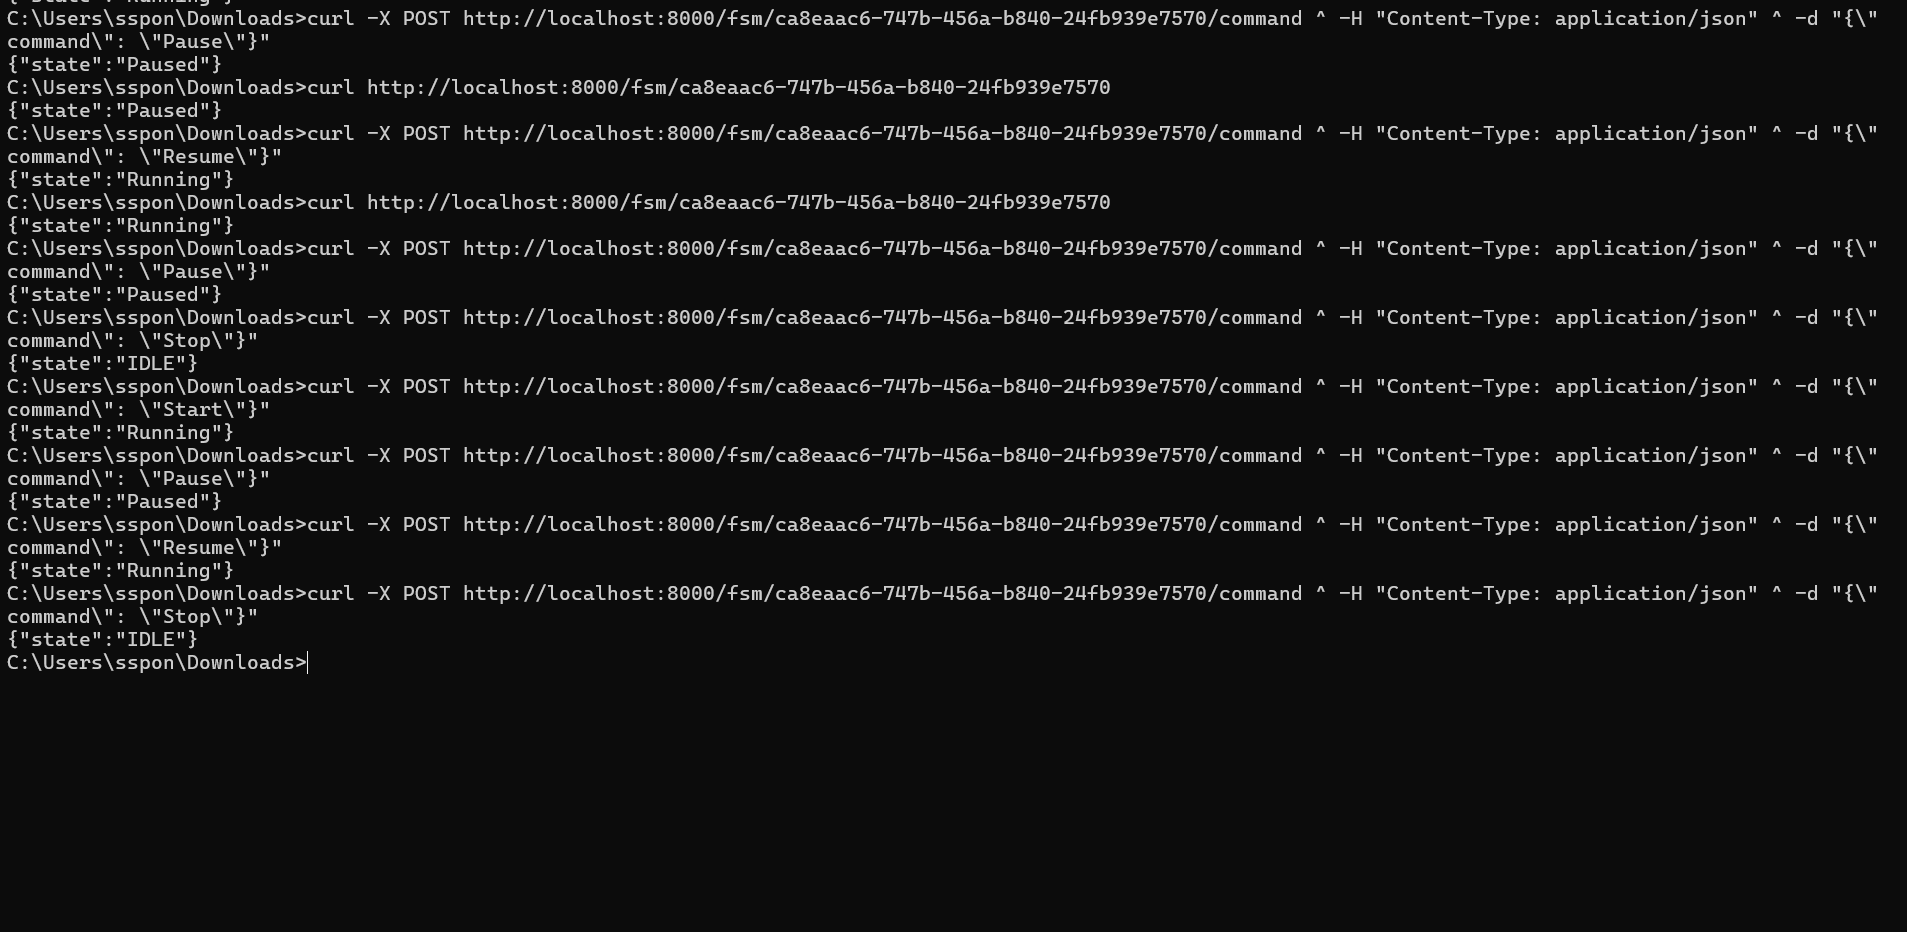 {"state":"Running"}
C:\Users\sspon\Downloads>curl -X POST http://localhost:8000/fsm/ca8eaac6-747b-456a-b840-24fb939e7570/command ^ -H "Content-Type: application/json" ^ -d "{\"
command\": \"Pause\"}"
{"state":"Paused"}
C:\Users\sspon\Downloads>curl http://localhost:8000/fsm/ca8eaac6-747b-456a-b840-24fb939e7570
{"state":"Paused"}
C:\Users\sspon\Downloads>curl -X POST http://localhost:8000/fsm/ca8eaac6-747b-456a-b840-24fb939e7570/command ^ -H "Content-Type: application/json" ^ -d "{\"
command\": \"Resume\"}"
{"state":"Running"}
C:\Users\sspon\Downloads>curl http://localhost:8000/fsm/ca8eaac6-747b-456a-b840-24fb939e7570
{"state":"Running"}
C:\Users\sspon\Downloads>curl -X POST http://localhost:8000/fsm/ca8eaac6-747b-456a-b840-24fb939e7570/command ^ -H "Content-Type: application/json" ^ -d "{\"
command\": \"Pause\"}"
{"state":"Paused"}
C:\Users\sspon\Downloads>curl -X POST http://localhost:8000/fsm/ca8eaac6-747b-456a-b840-24fb939e7570/command ^ -H "Content-Type: application/json" ^ -d "{\"
command\": \"Stop\"}"
{"state":"IDLE"}
C:\Users\sspon\Downloads>curl -X POST http://localhost:8000/fsm/ca8eaac6-747b-456a-b840-24fb939e7570/command ^ -H "Content-Type: application/json" ^ -d "{\"
command\": \"Start\"}"
{"state":"Running"}
C:\Users\sspon\Downloads>curl -X POST http://localhost:8000/fsm/ca8eaac6-747b-456a-b840-24fb939e7570/command ^ -H "Content-Type: application/json" ^ -d "{\"
command\": \"Pause\"}"
{"state":"Paused"}
C:\Users\sspon\Downloads>curl -X POST http://localhost:8000/fsm/ca8eaac6-747b-456a-b840-24fb939e7570/command ^ -H "Content-Type: application/json" ^ -d "{\"
command\": \"Resume\"}"
{"state":"Running"}
C:\Users\sspon\Downloads>curl -X POST http://localhost:8000/fsm/ca8eaac6-747b-456a-b840-24fb939e7570/command ^ -H "Content-Type: application/json" ^ -d "{\"
command\": \"Stop\"}"
{"state":"IDLE"}
C:\Users\sspon\Downloads>